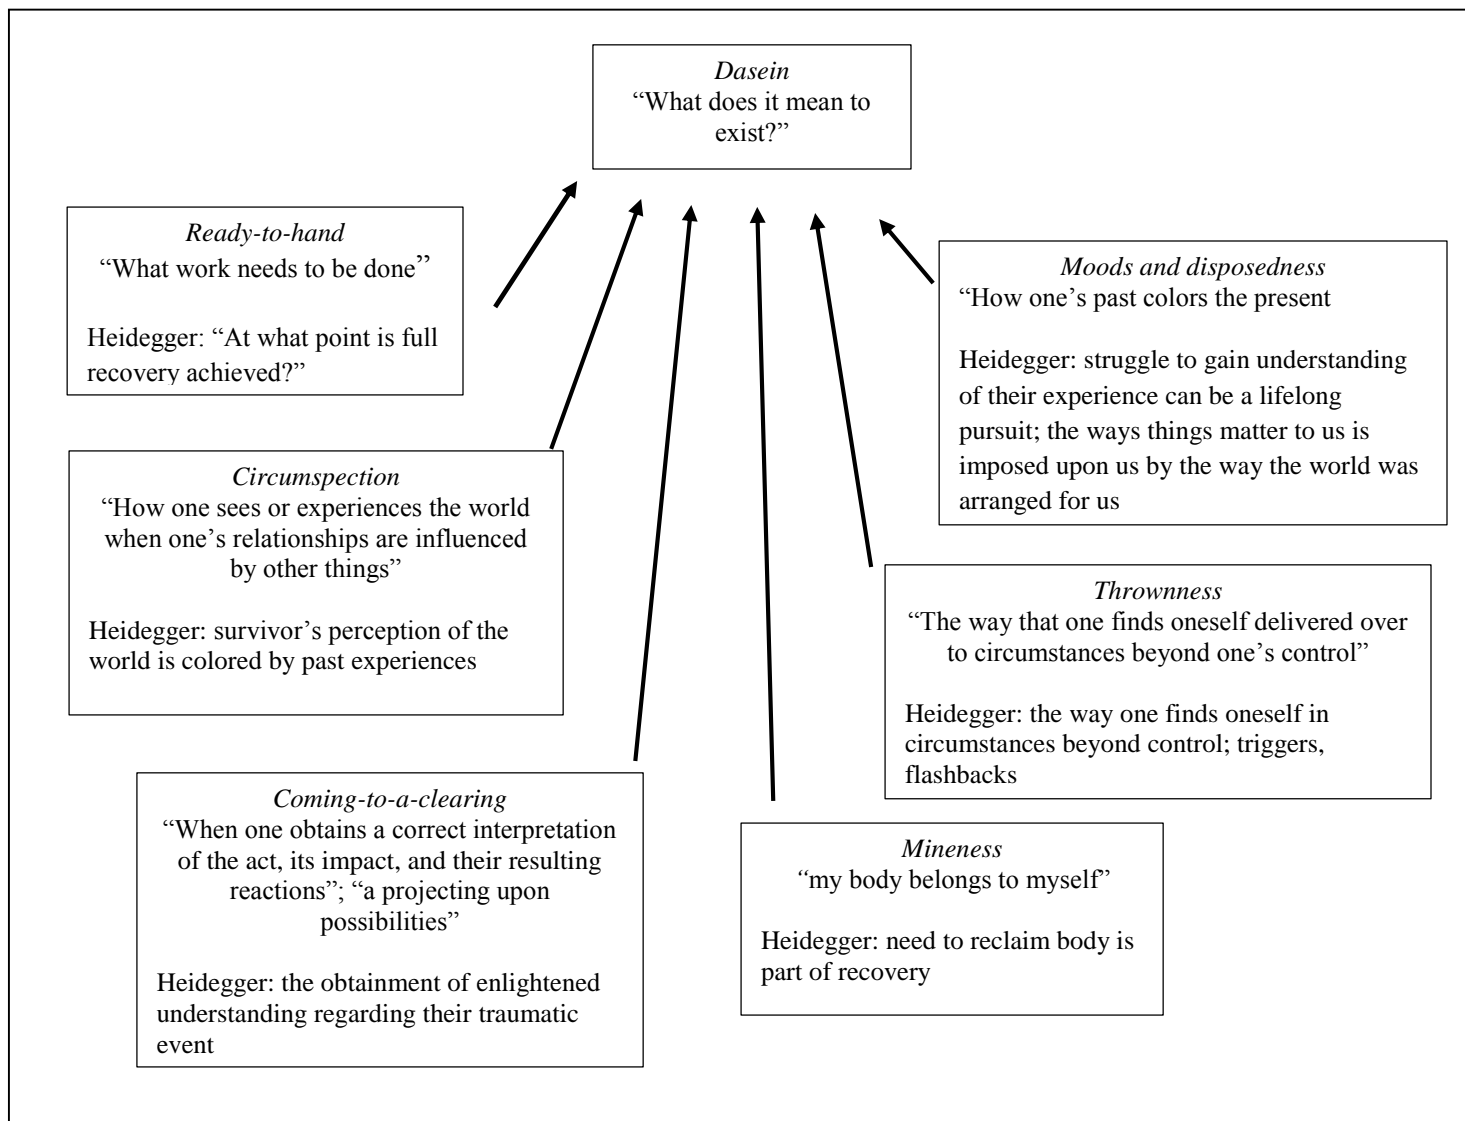 Dasein
“What does it mean to
exist?”
Ready-to-hand
“What work needs to be done”
Heidegger: “At what point is full
recovery achieved?”
Moods and disposedness
“How one’s past colors the present
Heidegger: struggle to gain understanding
of their experience can be a lifelong
pursuit; the ways things matter to us is
imposed upon us by the way the world was
arranged for us
Circumspection
“How one sees or experiences the world
when one’s relationships are influenced
by other things”
Heidegger: survivor’s perception of the
world is colored by past experiences
Thrownness
“The way that one finds oneself delivered over
to circumstances beyond one’s control”
Heidegger: the way one finds oneself in
circumstances beyond control; triggers,
flashbacks
Coming-to-a-clearing
“When one obtains a correct interpretation
of the act, its impact, and their resulting
reactions”; “a projecting upon
possibilities”
Heidegger: the obtainment of enlightened
understanding regarding their traumatic
event
Mineness
“my body belongs to myself”
Heidegger: need to reclaim body is
part of recovery